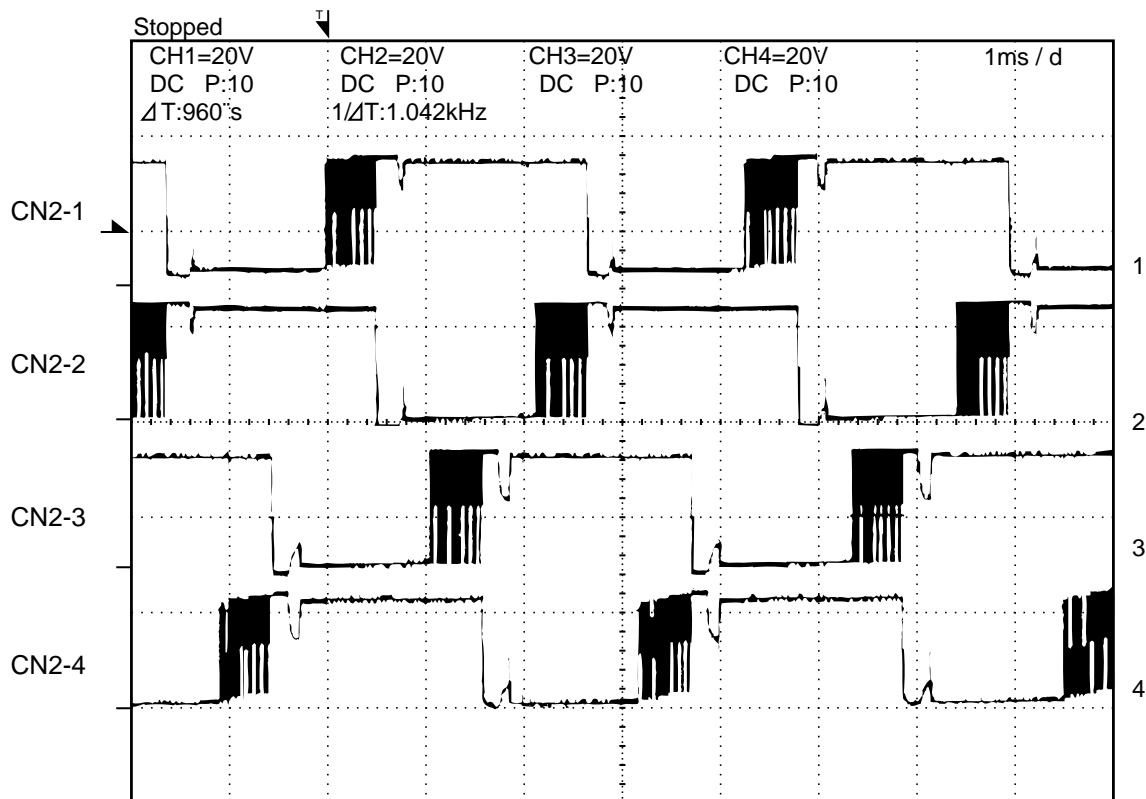 T
Stopped
CH1=20V CH2=20V CH3=20V CH4=20V 1ms / d
DC P:10 DC P:10 DC P:10 DC P:10
⊿T:960¨s 1/⊿T:1.042kHz
CN2-1
1
CN2-2
2
CN2-3
3
CN2-4
4